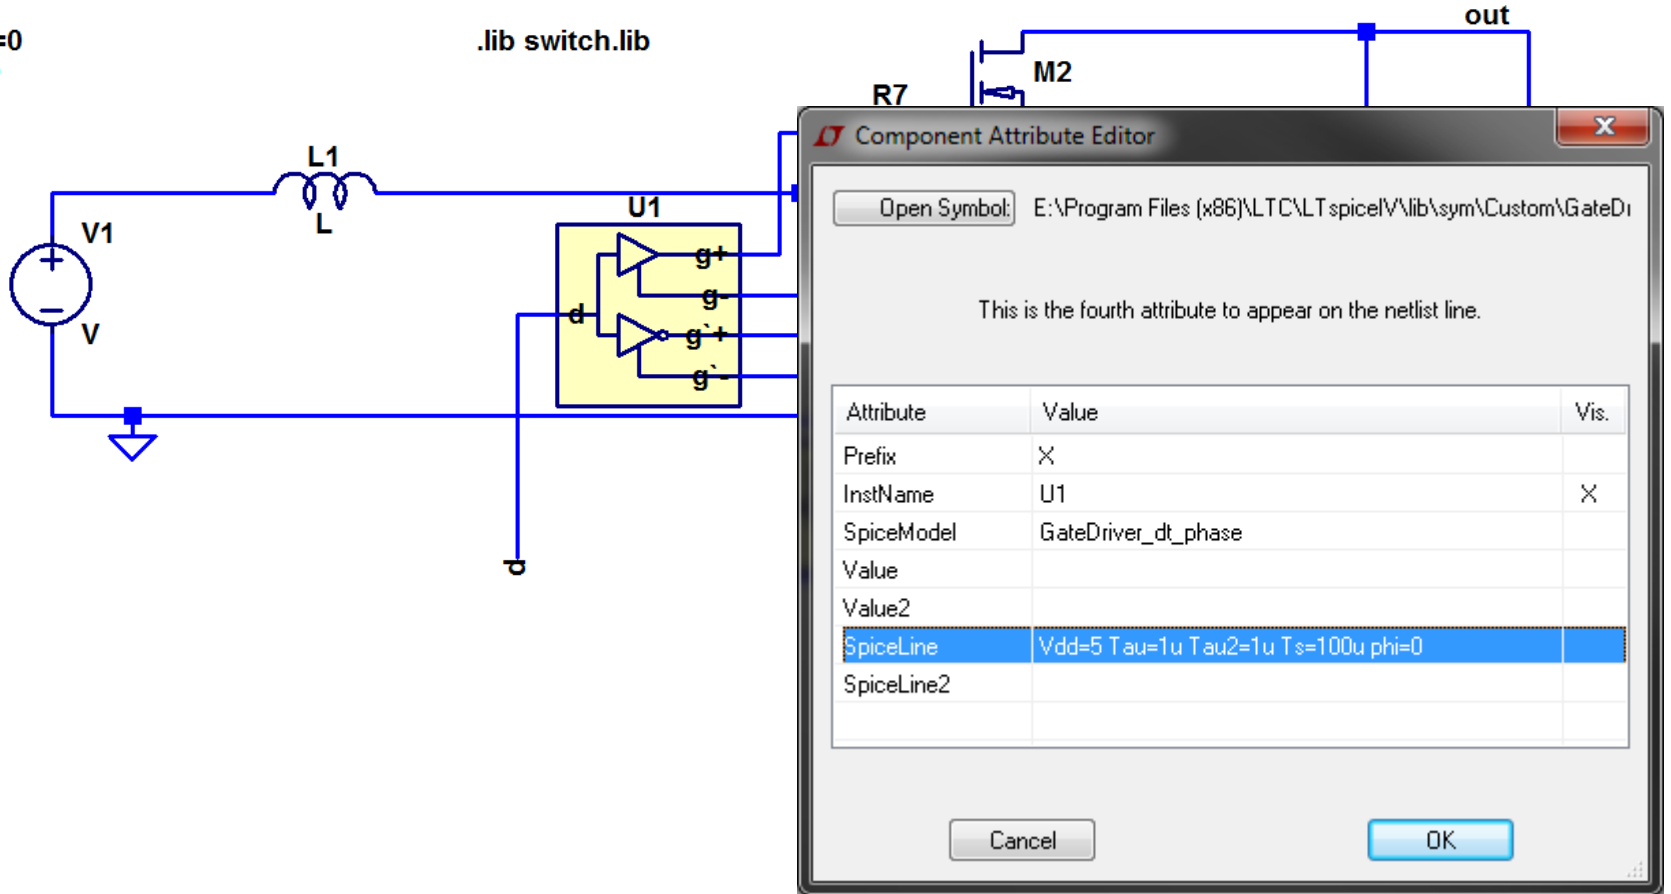 out
=0
.lib switch.lib
M2
R7
Component Attribute Editor
L1
Open Symbol:
E:\Program Files (x86)\LTC\LTspiceIV\lib\sym\Custom\GateDr
U1
L
V1
g+
g-
This is the fourth attribute to appear on the netlist line.
d
V
g`+
g`-
Attribute Value Vis.
Prefix X
InstName U1 X
SpiceModel GateDriver_dt_phase
Value
Value2
d
SpiceLine Vdd=5 Tau=1u Tau2=1u Ts=100u phi=0
SpiceLine2
Cancel OK